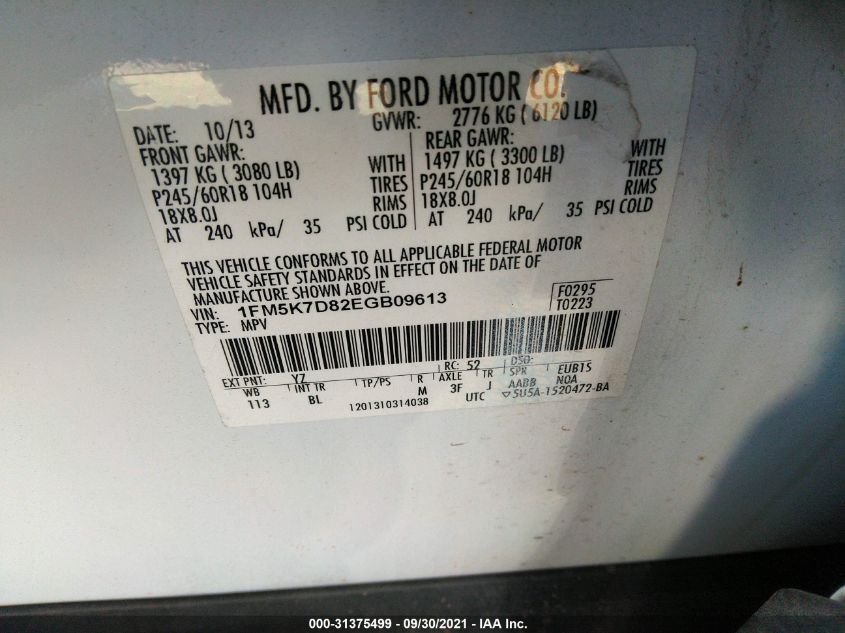 MFD. BY FORD MOTOR CO.
DATE: 10/13 GVWR: 2776 KG ( 6120 LB)
FRONT GAWR: REAR GAWR:
1397 KG ( 3080 LB) WITH 1497 KG ( 3300 LB) WITH
P245/60R18 104H TIRES P245/60R18 104H TIRES
18X8.0J RIMS 18X8.0J RIMS
AT 240 kPa/ 35 PSI COLD AT 240 kPa/ 35 PSI COLD
THIS VEHICLE CONFORMS TO ALL APPLICABLE FEDERAL MOTOR
VEHICLE SAFETY STANDARDS IN EFFECT ON THE DATE OF
MANUFACTURE SHOWN ABOVE.
VIN: 1FM5K7D82EGB09613 F0295
TYPE: MPV T0223
EXT PNT: YZ RC: 52 DSO:
WB INT TR TP/PS R AXLE TR SPR EUB1S
113 BL M 3F J AABB NOA
1201310314038 UTC ▽5U5A-1520472-BA
000-31375499 - 09/30/2021 - IAA Inc.